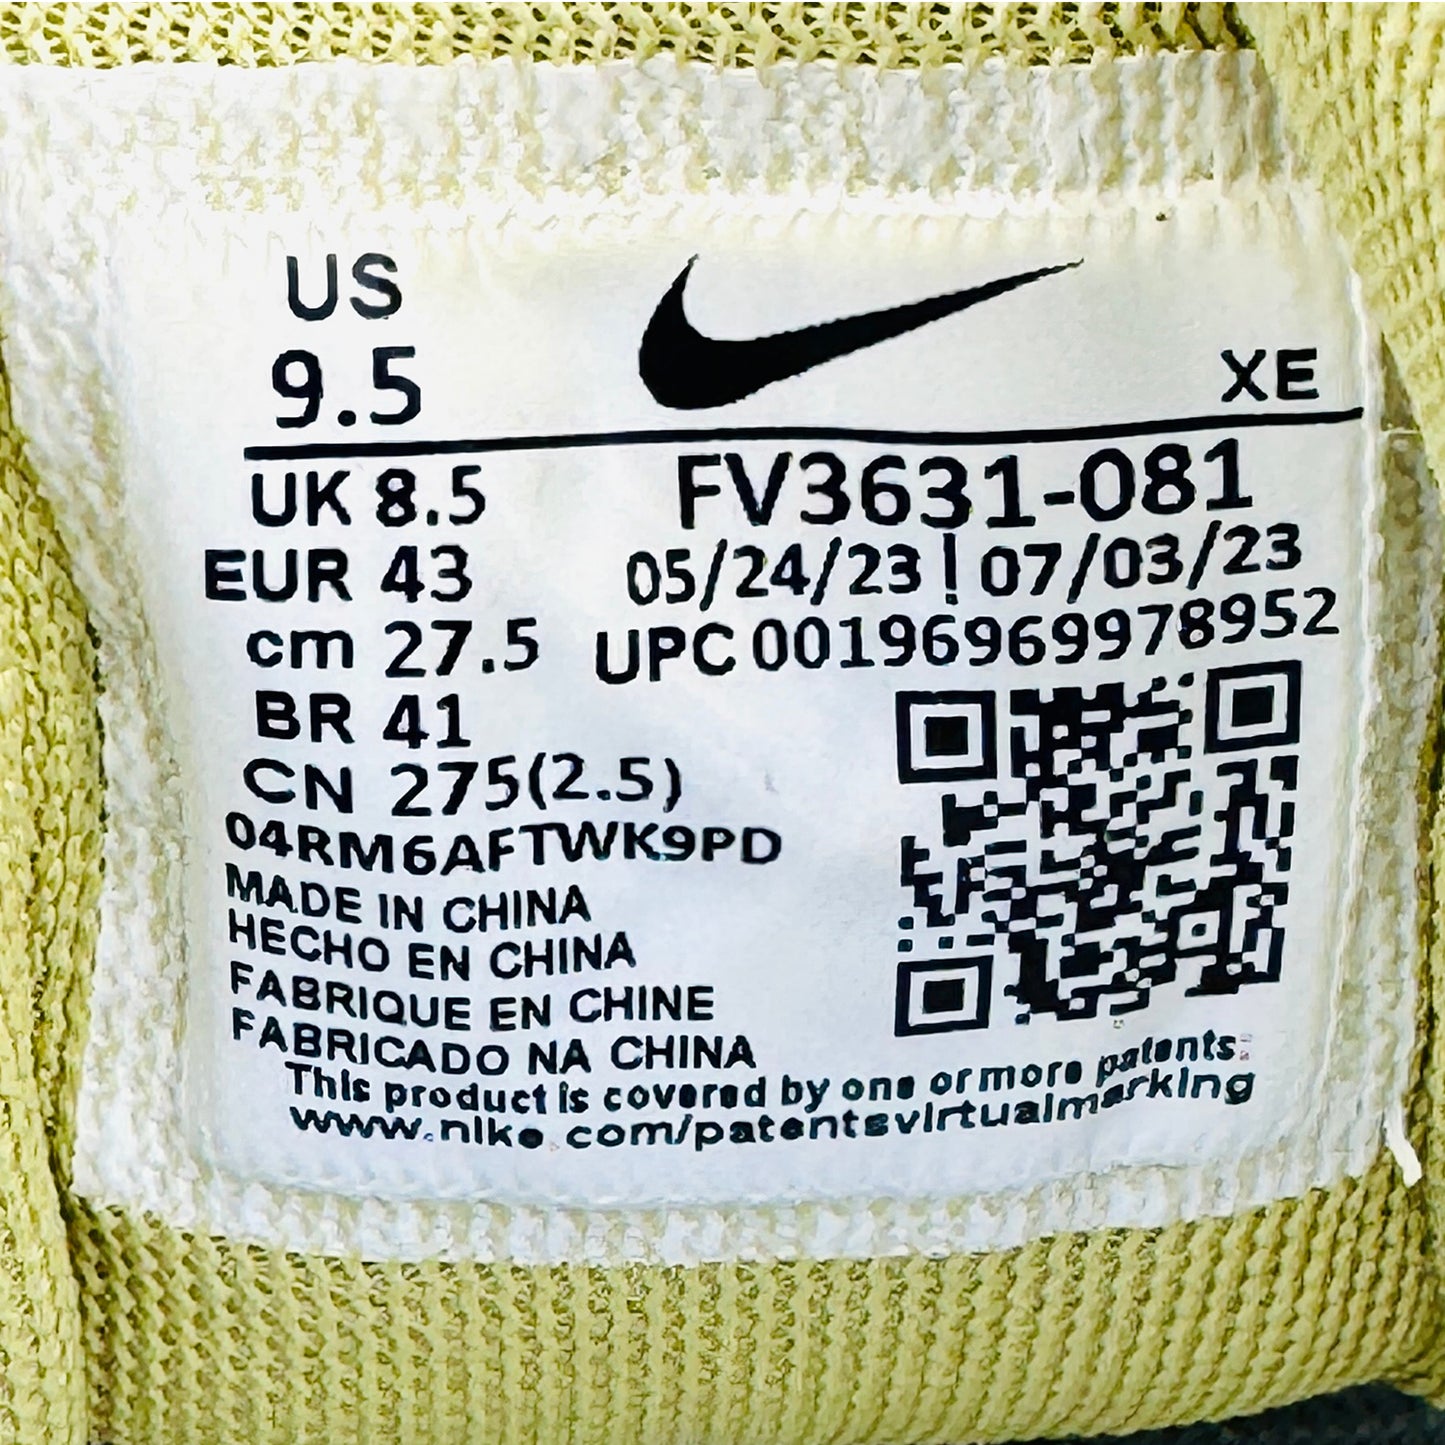 US
9.5
XE
UK 8.5
FV3631-081
EUR 43
05/24/23 | 07/03/23
cm 27.5
UPC 00196969978952
BR 41
CN 275(2.5)
04RM6AFTWK9PD
MADE IN CHINA
HECHO EN CHINA
FABRIQUE EN CHINE
FABRICADO NA CHINA
This product is covered by one or more patents:
www.nike.com/patentsvirtualmarking